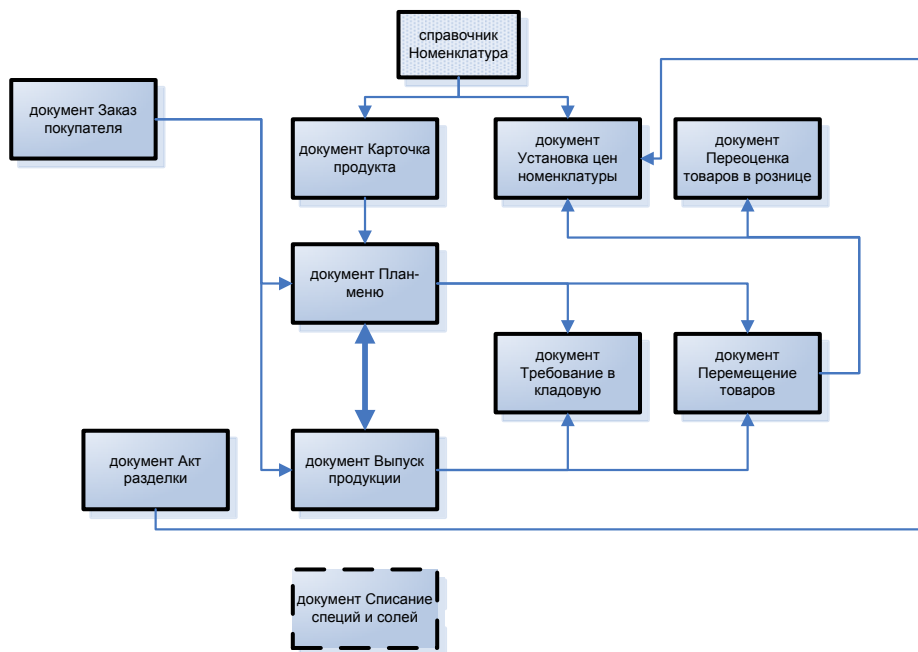 справочник
Номенклатура
документ Заказ
покупателя
документ Карточка
продукта
документ
Установка цен
номенклатуры
документ
Переоценка
товаров в рознице
документ План-
меню
документ
Требование в
кладовую
документ
Перемещение
товаров
документ Акт
разделки
документ Выпуск
продукции
документ Списание
специй и солей